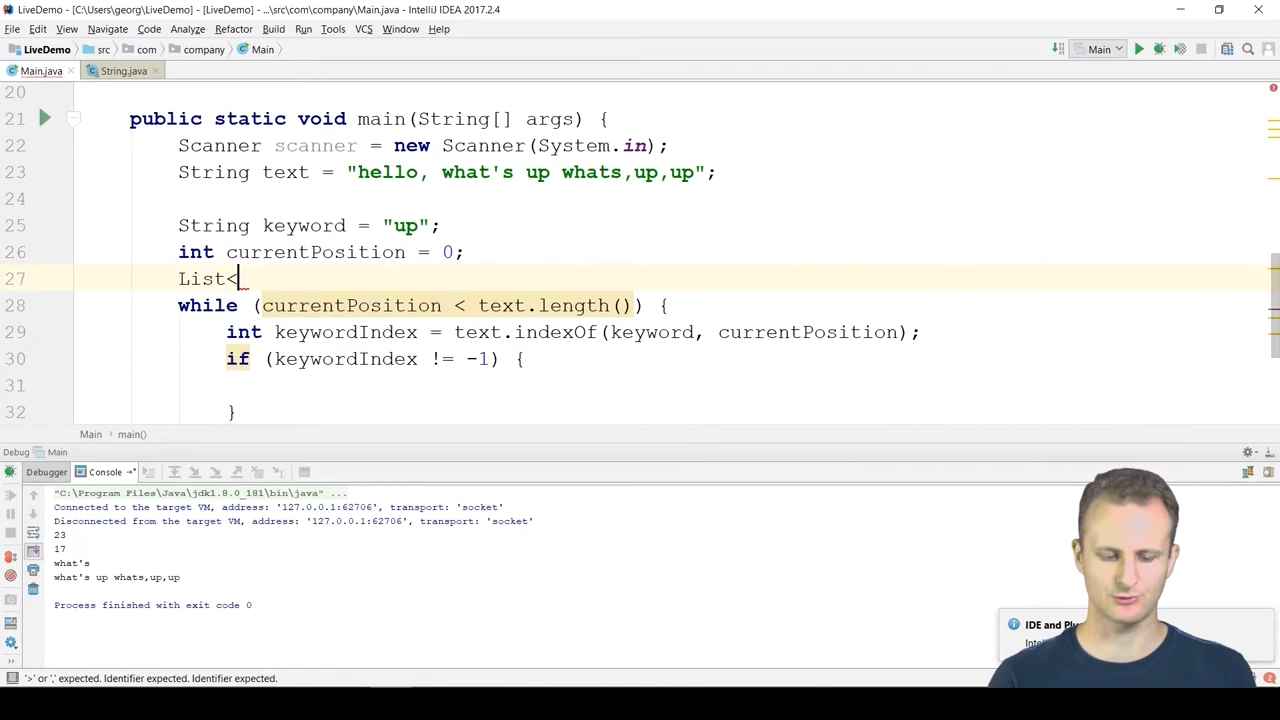 LiveDemo - [C:\Users\georg\LiveDemo] - [LiveDemo] - ...\src\com\company\Main.java - IntelliJ IDEA 2017.2.4
File Edit View Navigate Code Analyze Refactor Build Run Tools VCS Window Help
LiveDemo src com company Main Main
Main.java String.java
20
21 public static void main(String[] args) {
22 Scanner scanner = new Scanner(System.in);
23 String text = "hello, what's up whats,up,up";
24
25 String keyword = "up";
26 int currentPosition = 0;
27 List<
28 while (currentPosition < text.length()) {
29 int keywordIndex = text.indexOf(keyword, currentPosition);
30 if (keywordIndex != -1) {
31
32 }
Main main()
Debug Main
Debugger Console
"C:\Program Files\Java\jdk1.8.0_181\bin\java" ...
Connected to the target VM, address: '127.0.0.1:62706', transport: 'socket'
Disconnected from the target VM, address: '127.0.0.1:62706', transport: 'socket'
23
17
what's
what's up whats,up,up
Process finished with exit code 0
IDE and
'>' or ',' expected. Identifier expected. Identifier expected.
2